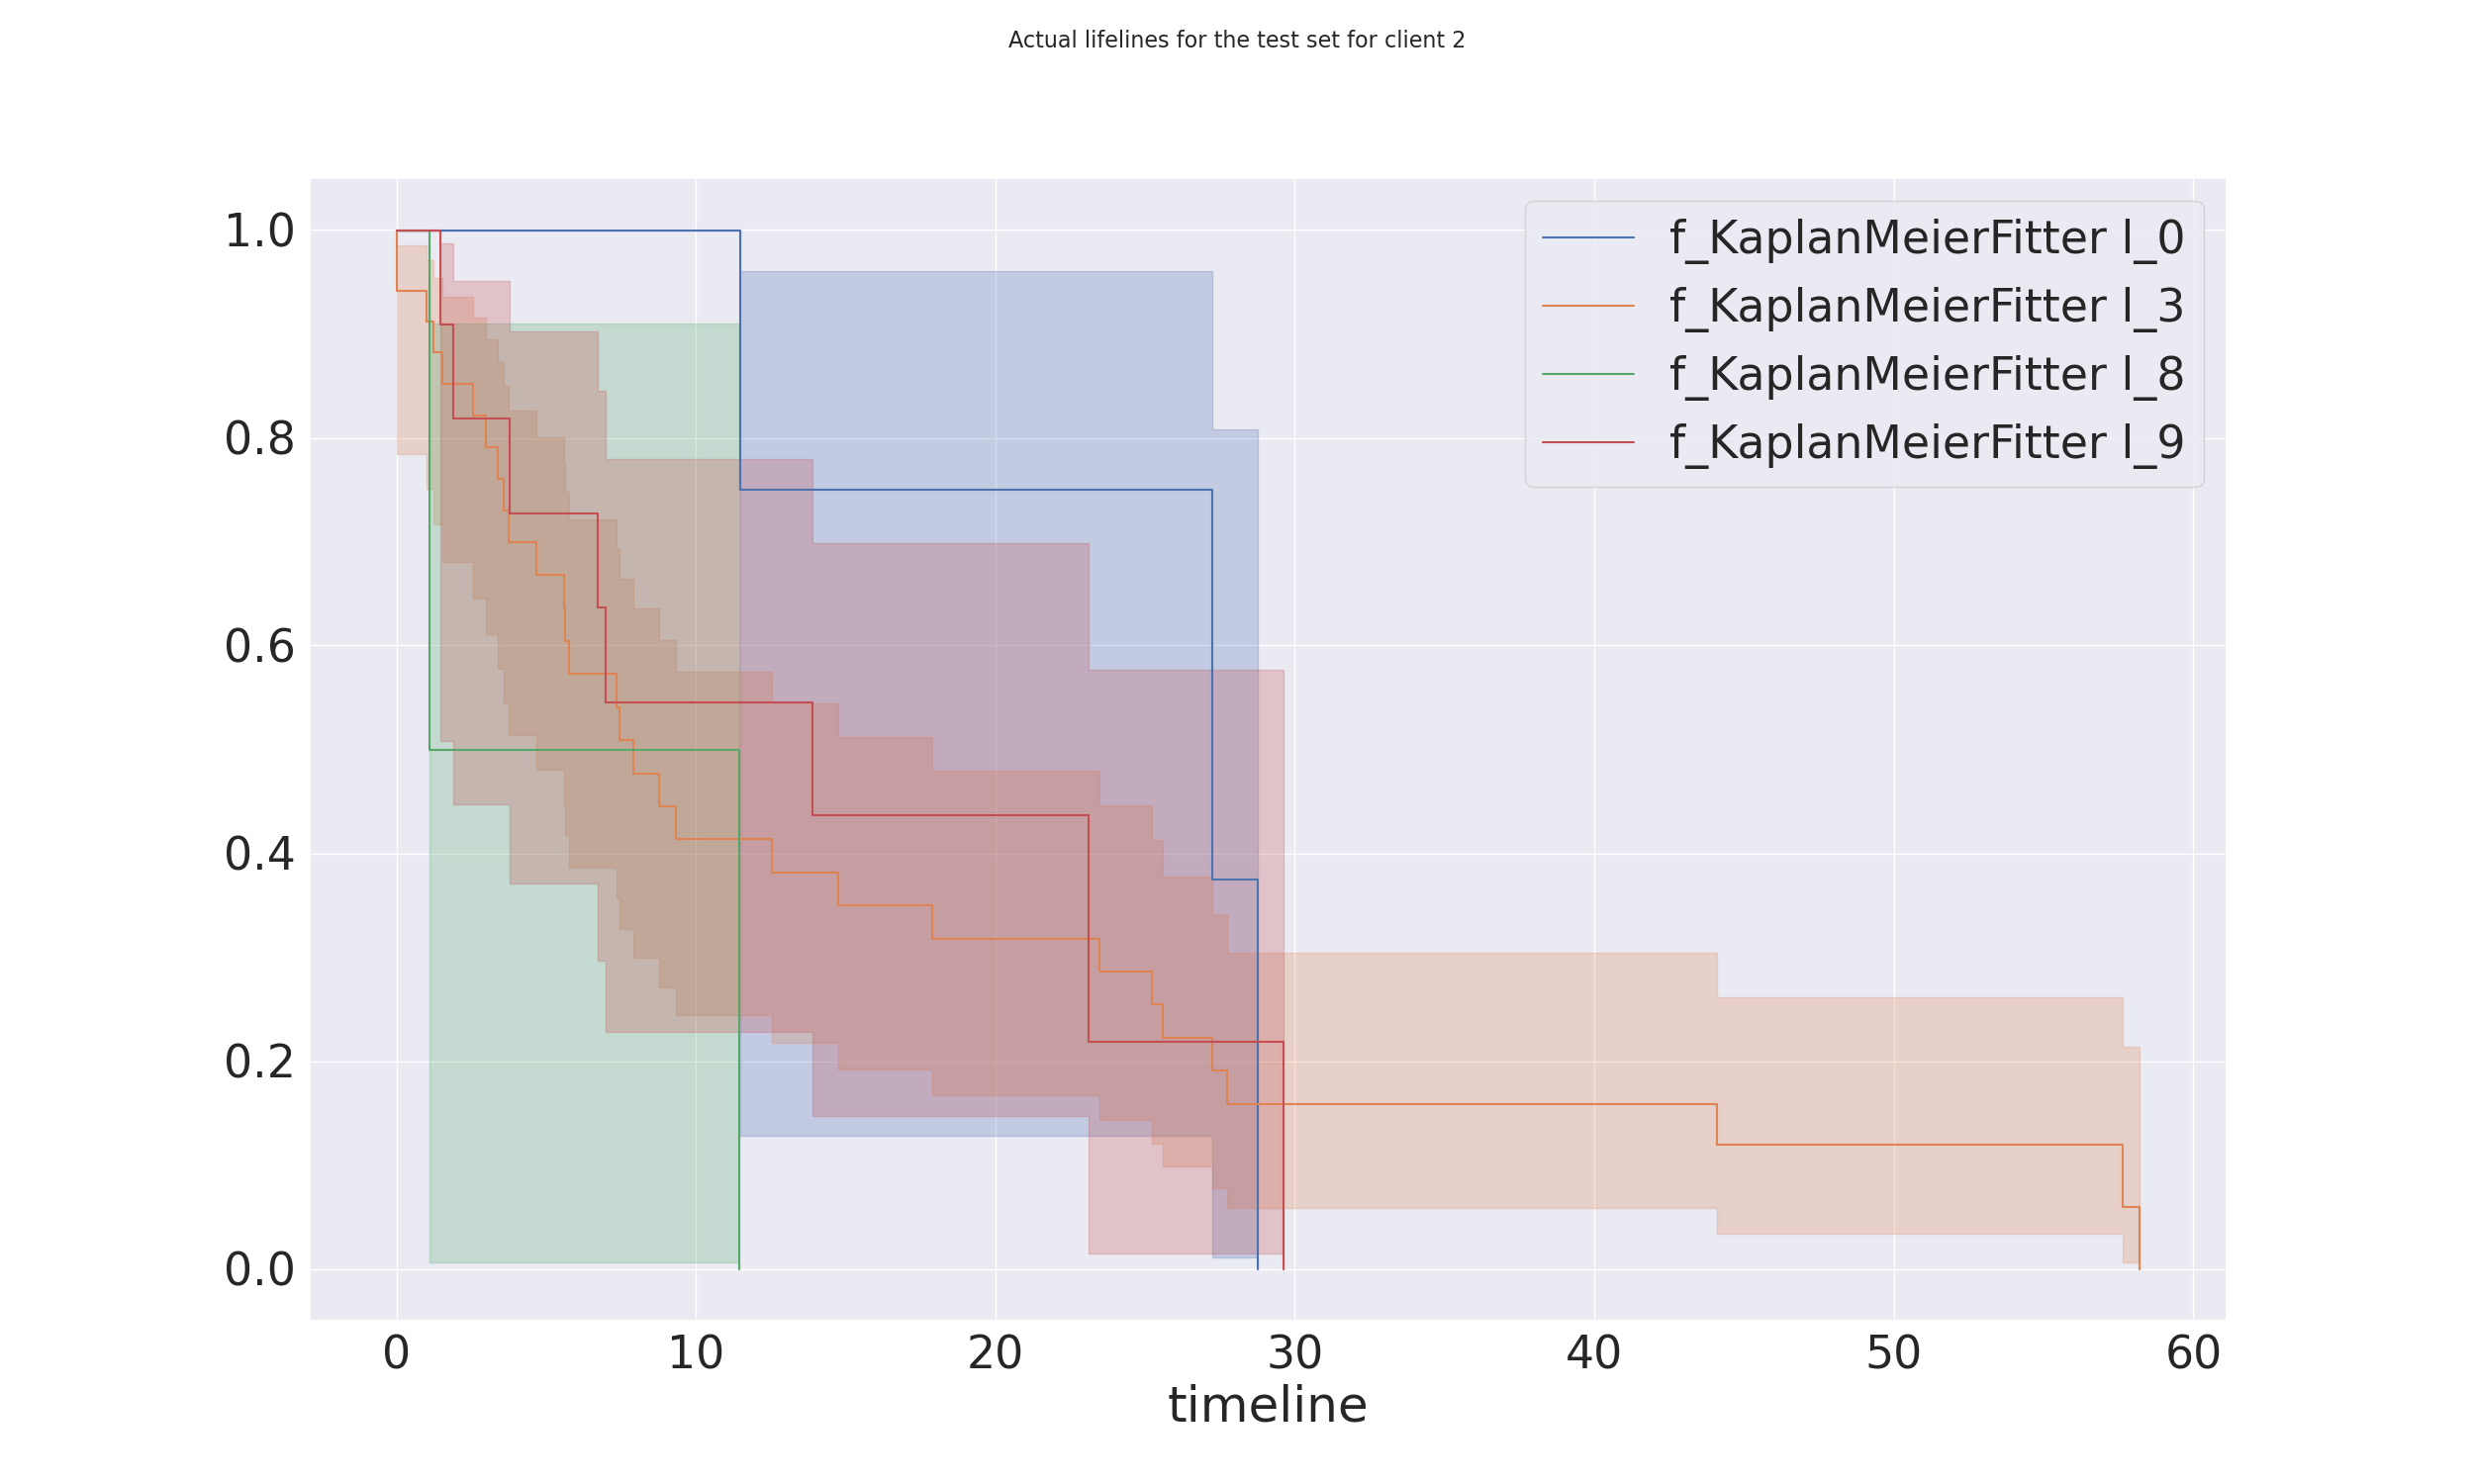 Actual lifelines for the test set for client 2
1.0
0.8
0.6
0.4
0.2
0.0
f_KaplanMeierFitter l_0
f_KaplanMeierFitter l_3
f_KaplanMeierFitter l_8
f_KaplanMeierFitter l_9
0 10 20 30 40 50 60
timeline